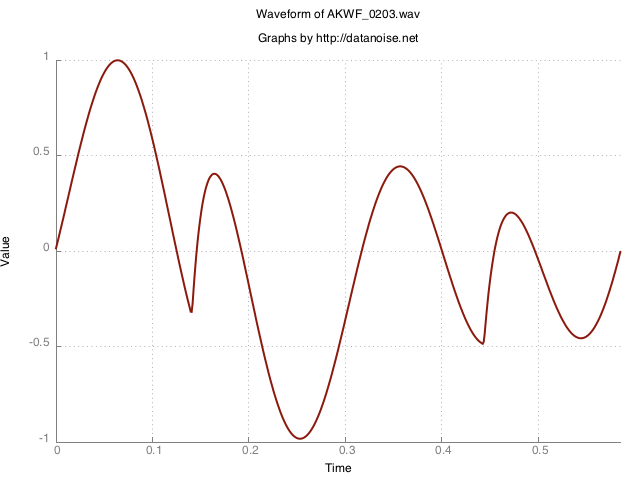 Waveform of AKWF_0203.wav
Graphs by http://datanoise.net
1
0.5
0
-0.5
-1
Value
0 0.1 0.2 0.3 0.4 0.5
Time